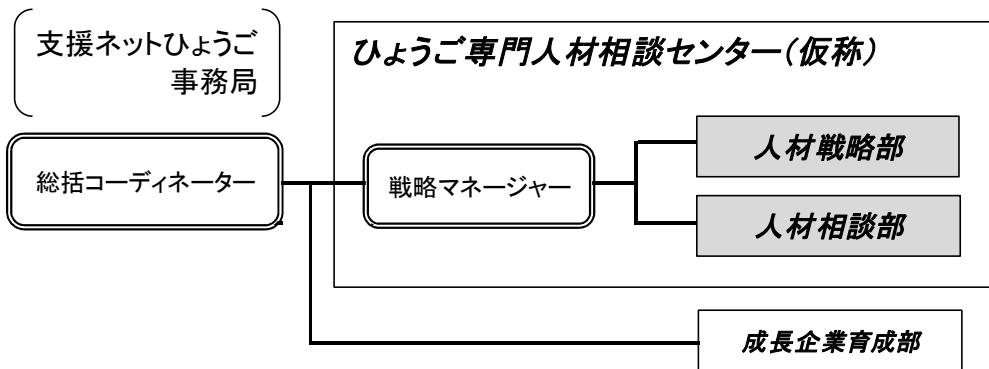 支援ネットひょうご
事務局
ひょうご専門人材相談センター(仮称)
総括コーディネーター
戦略マネージャー
人材戦略部
人材相談部
成長企業育成部